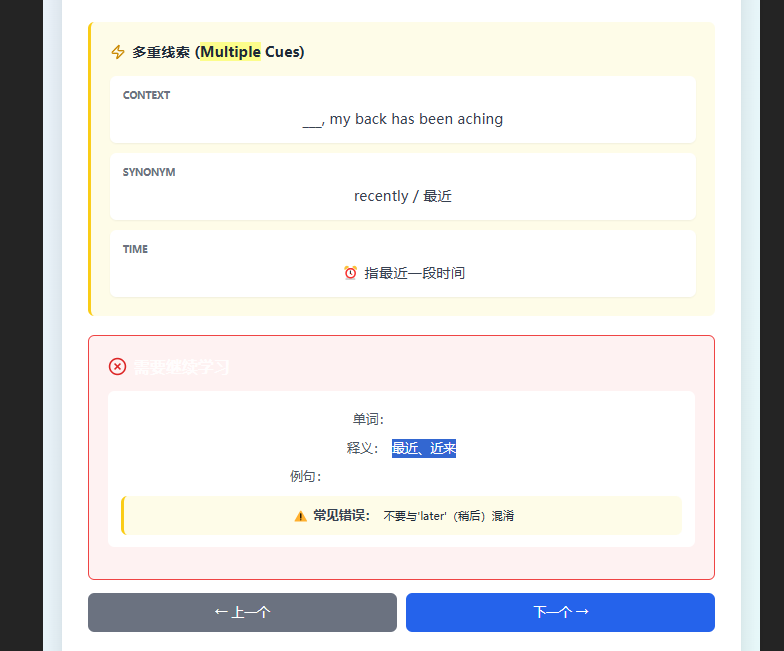 多重线索 (Multiple Cues)
CONTEXT
___, my back has been aching
SYNONYM
recently / 最近
TIME
⏰ 指最近一段时间
需要继续学习
单词：
释义： 最近、近来
例句：
⚠️ 常见错误： 不要与'later'（稍后）混淆
← 上一个
下一个 →